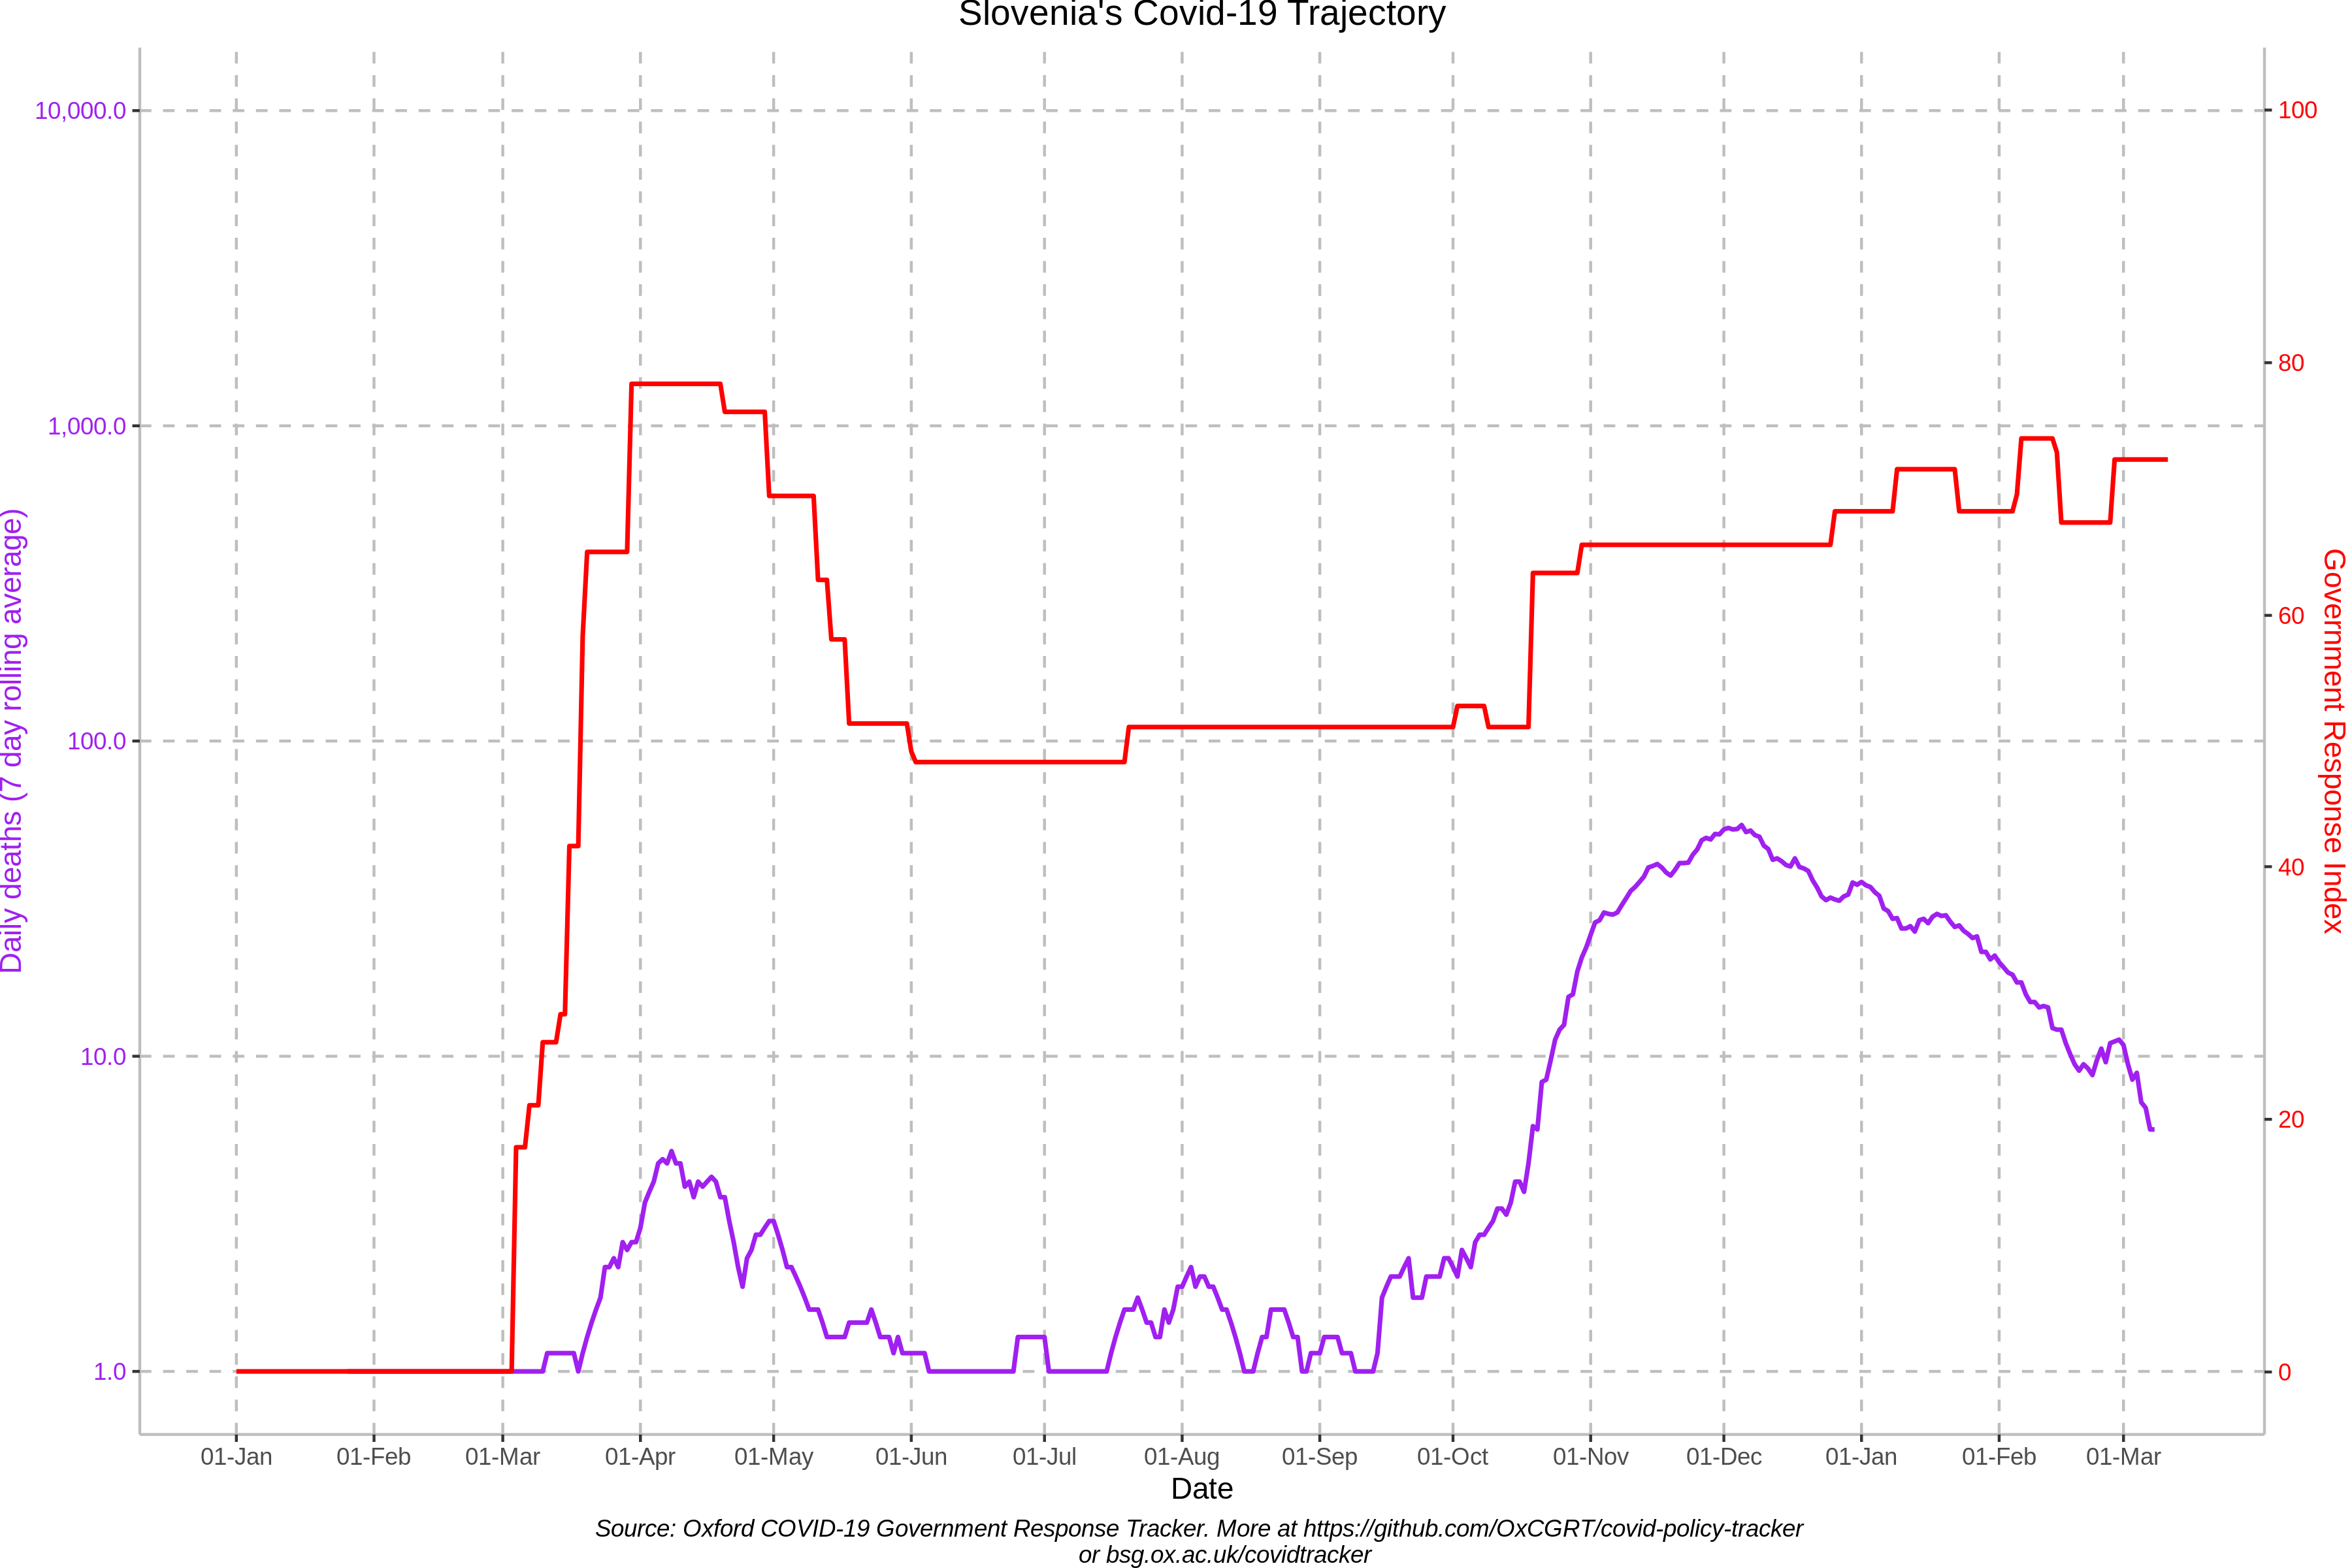 Slovenia's Covid-19 Trajectory
Daily deaths (7 day rolling average)
10,000.0
1,000.0
100.0
10.0
1.0
100
80
60
40
20
0
Government Response Index
01-Jan 01-Feb 01-Mar 01-Apr 01-May 01-Jun 01-Jul 01-Aug 01-Sep 01-Oct 01-Nov 01-Dec 01-Jan 01-Feb 01-Mar
Date
Source: Oxford COVID-19 Government Response Tracker. More at https://github.com/OxCGRT/covid-policy-tracker
or bsg.ox.ac.uk/covidtracker